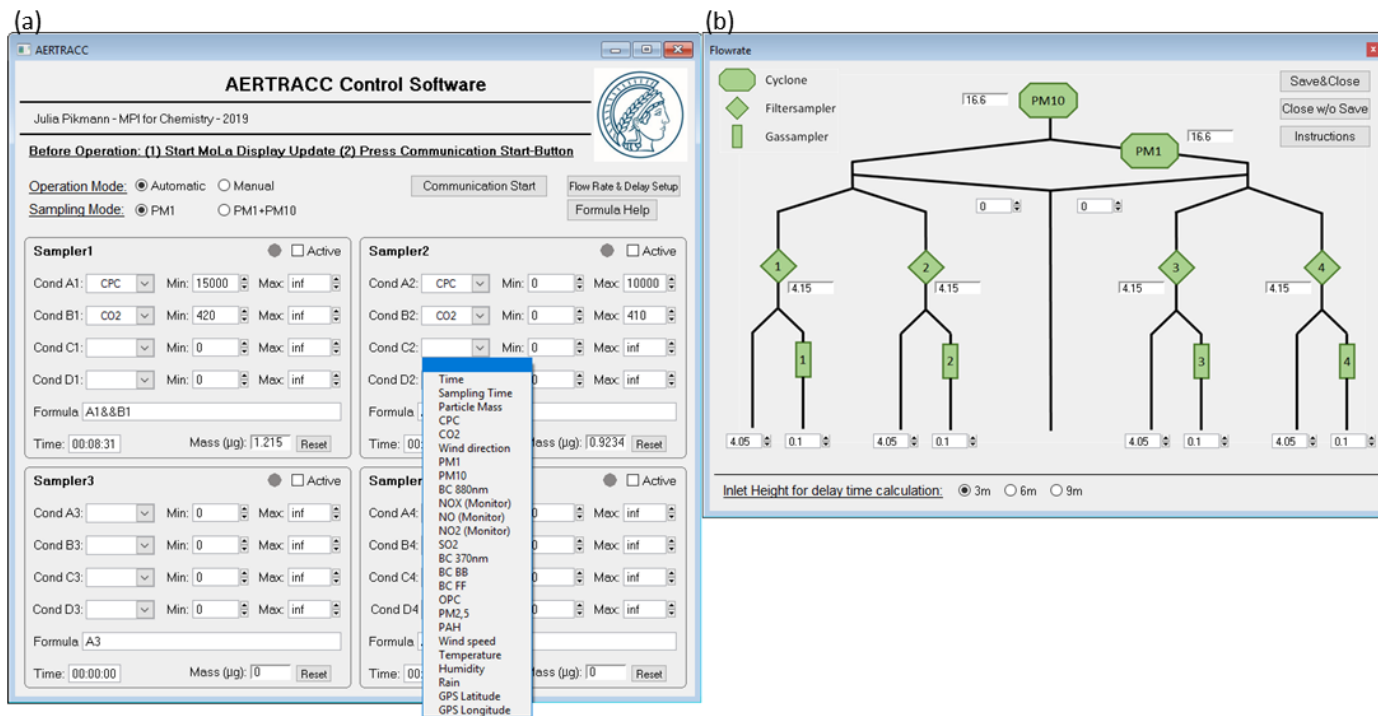 (a)
AERTRACC
AERTRACC Control Software
Julia Pikmann - MPI for Chemistry - 2019
Before Operation: (1) Start MoLa Display Update (2) Press Communication Start-Button
Operation Mode: Automatic Manual Communication Start Flow Rate & Delay Setup
Sampling Mode: PM1 PM1+PM10 Formula Help
Sampler1 Active
Cond A1: CPC Min: 15000 Max: inf
Cond B1: CO2 Min: 420 Max: inf
Cond C1: Min: 0 Max: inf
Cond D1: Min: 0 Max: inf
Formula A1&&B1
Time: 00:08:31 Mass (µg): 1.215 Reset
Sampler2 Active
Cond A2: CPC Min: 0 Max: 10000
Cond B2: CO2 Min: 0 Max: 410
Cond C2: Min: 0 Max: inf
Cond D2: 0 Max: inf
Formula
Time: 00: ass (µg): 0.9234 Reset
Time
Sampling Time
Particle Mass
CPC
CO2
Wind direction
PM1
PM10
BC 880nm
NOX (Monitor)
NO (Monitor)
NO2 (Monitor)
SO2
BC 370nm
BC BB
BC FF
OPC
PM2,5
PAH
Wind speed
Temperature
Humidity
Rain
GPS Latitude
GPS Longitude
Sampler3 Active
Cond A3: Min: 0 Max: inf
Cond B3: Min: 0 Max: inf
Cond C3: Min: 0 Max: inf
Cond D3: Min: 0 Max: inf
Formula A3
Time: 00:00:00 Mass (µg): 0 Reset
Sampler Active
Cond A4: 0 Max: inf
Cond B4: 0 Max: inf
Cond C4: 0 Max: inf
Cond D4 0 Max: inf
Formula
Time: 00: ass (µg): 0 Reset
(b)
Flowrate
Cyclone
Filtersampler
Gassampler
Save&Close
Close w/o Save
Instructions
16.6 PM10
PM1 16.6
0 0
1 2 3 4
4.15 4.15 4.15 4.15
1 2 3 4
4.05 0.1 4.05 0.1 4.05 0.1 4.05 0.1
Inlet Height for delay time calculation: 3m 6m 9m